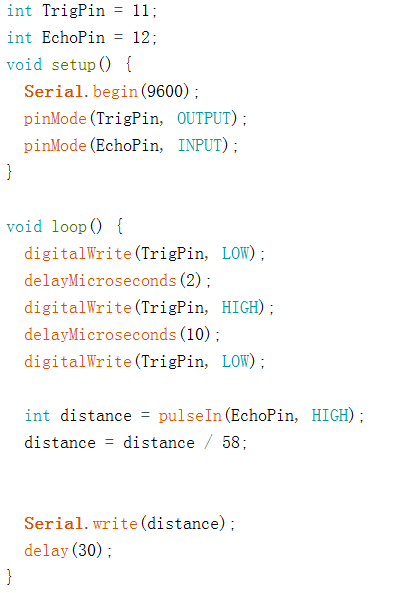 int TrigPin = 11;
int EchoPin = 12;
void setup() {
  Serial.begin(9600);
  pinMode(TrigPin, OUTPUT);
  pinMode(EchoPin, INPUT);
}

void loop() {
  digitalWrite(TrigPin, LOW);
  delayMicroseconds(2);
  digitalWrite(TrigPin, HIGH);
  delayMicroseconds(10);
  digitalWrite(TrigPin, LOW);

  int distance = pulseIn(EchoPin, HIGH);
  distance = distance / 58;

  Serial.write(distance);
  delay(30);
}